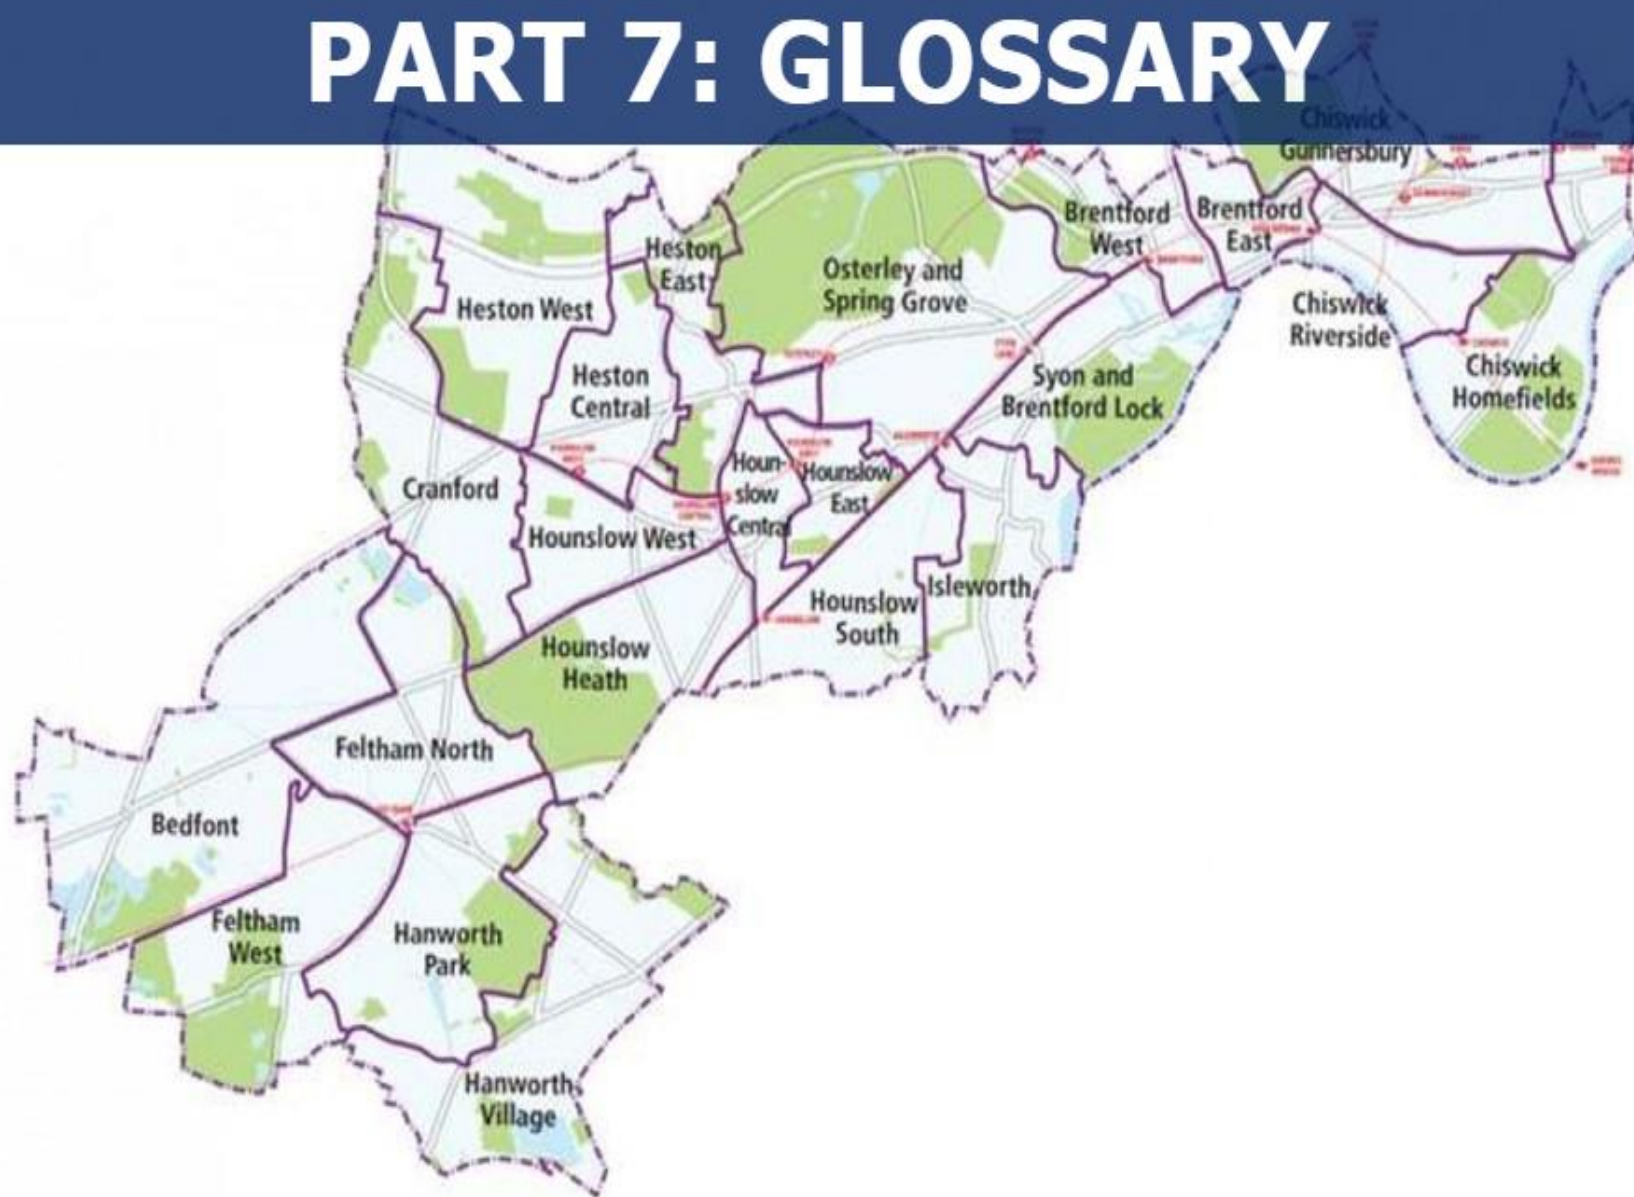 PART 7: GLOSSARY
Chiswick
Gunnersbury
Brentford
West
Brentford
East
Heston
East
Osterley and
Spring Grove
Heston West
Chiswick
Riverside
Heston
Central
Syon and
Brentford Lock
Chiswick
Homefields
Cranford
Houn-
slow
Central
Hounslow
East
Hounslow West
Hounslow
South
Isleworth
Hounslow
Heath
Feltham North
Bedfont
Feltham
West
Hanworth
Park
Hanworth
Village